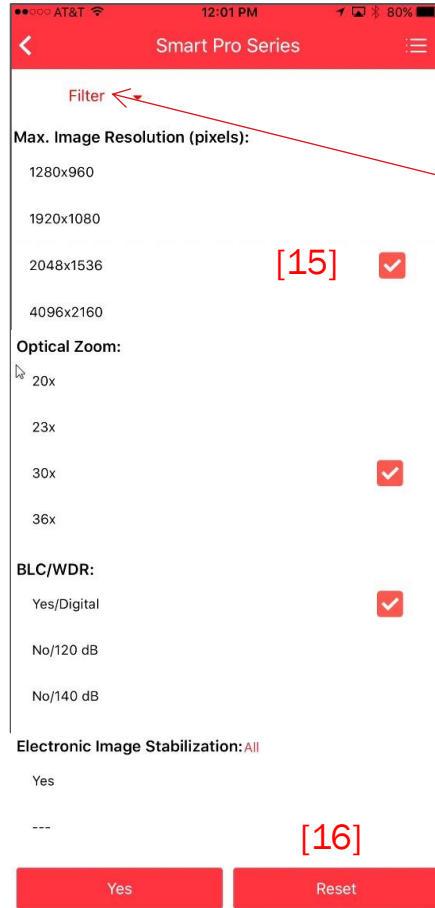 AT&T 12:01 PM 80%
Smart Pro Series
Filter
Max. Image Resolution (pixels):
1280x960
1920x1080
2048x1536 [15]
4096x2160
Optical Zoom:
20x
23x
30x
36x
BLC/WDR:
Yes/Digital
No/120 dB
No/140 dB
Electronic Image Stabilization: All
Yes
---
[16]
Yes Reset